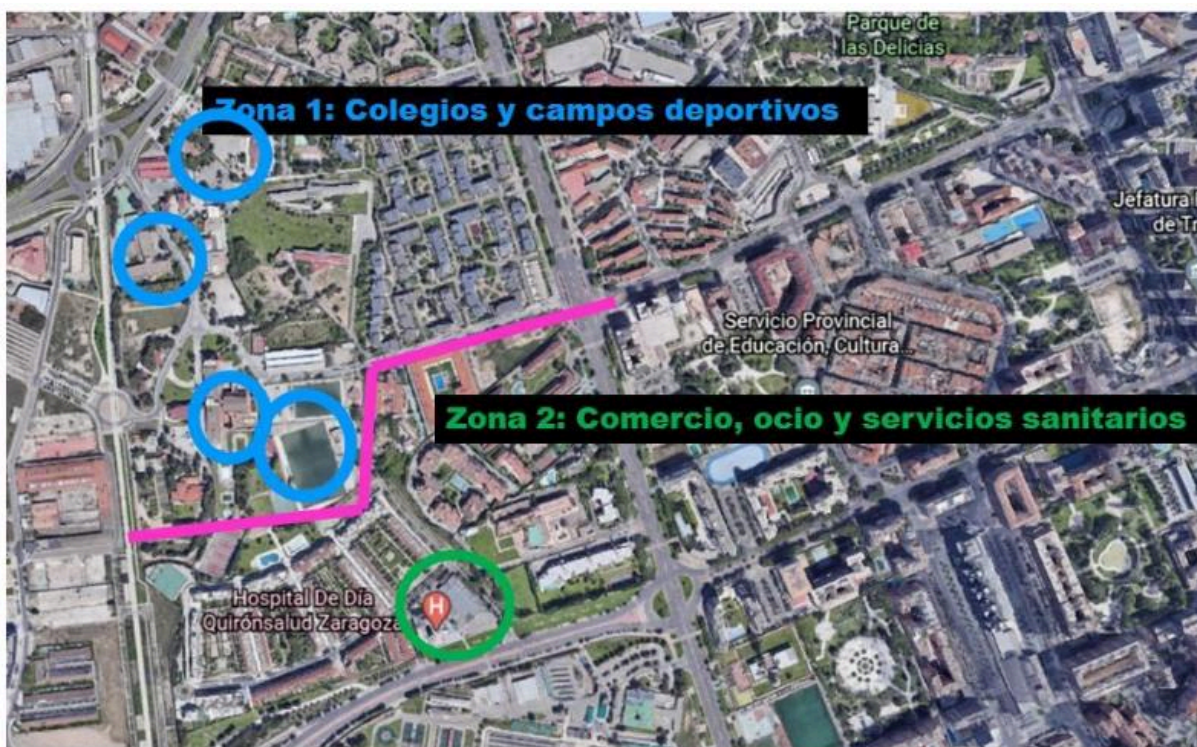 Parque de
las Delicias
Zona 1: Colegios y campos deportivos
Jefatura
de Tr
Servicio Provincial
de Educación, Cultura...
Zona 2: Comercio, ocio y servicios sanitarios
Hospital De Día
Quirónsalud Zaragoza
H